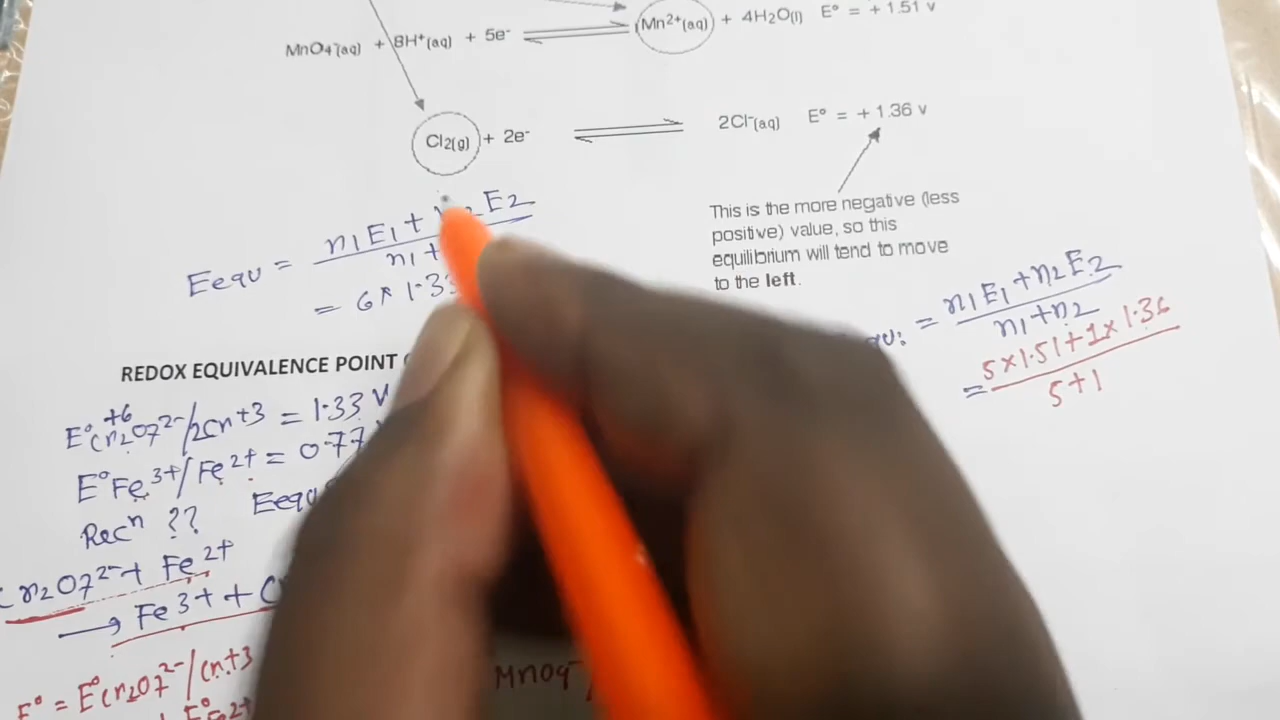 Mn²⁺(aq) + 4H₂O(l) E° = + 1.51 v
MnO₄⁻(aq) + 8H⁺(aq) + 5e⁻
Cl₂(g) + 2e⁻ 2Cl⁻(aq) E° = + 1.36 v
This is the more negative (less
positive) value, so this
equilibrium will tend to move
to the left.
Eequ = n₁E₁ + E₂
n₁ +
= 6 × 1.33
= n₁E₁+n₂E₂
n₁+n₂
= 5×1.51+1×1.36
5+1
REDOX EQUIVALENCE POINT
E°Cr₂O₇²⁻/2Cr+3 = 1.33 V
+6
E°Fe³⁺/Fe²⁺ = 0.77
Recⁿ ??
Cr₂O₇²⁻ + Fe²⁺
→ Fe³⁺ +
E° = E°Cr₂O₇²⁻/Cr+3
MnO₄⁻